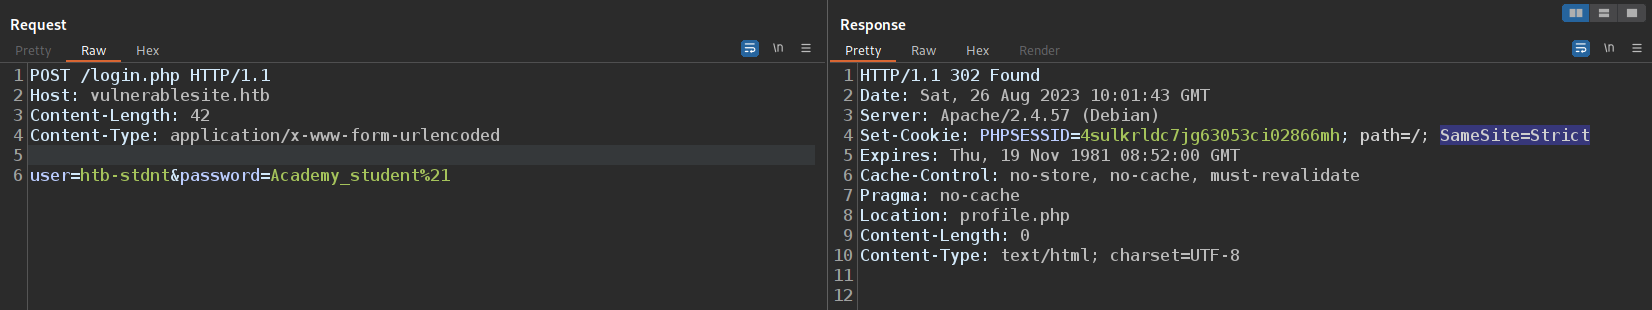 Request
Pretty Raw Hex \n
1 POST /login.php HTTP/1.1
2 Host: vulnerablesite.htb
3 Content-Length: 42
4 Content-Type: application/x-www-form-urlencoded
5
6 user=htb-stdnt&password=Academy_student%21
Response
Pretty Raw Hex Render \n
1 HTTP/1.1 302 Found
2 Date: Sat, 26 Aug 2023 10:01:43 GMT
3 Server: Apache/2.4.57 (Debian)
4 Set-Cookie: PHPSESSID=4sulkrldc7jg63053ci02866mh; path=/; SameSite=Strict
5 Expires: Thu, 19 Nov 1981 08:52:00 GMT
6 Cache-Control: no-store, no-cache, must-revalidate
7 Pragma: no-cache
8 Location: profile.php
9 Content-Length: 0
10 Content-Type: text/html; charset=UTF-8
11
12